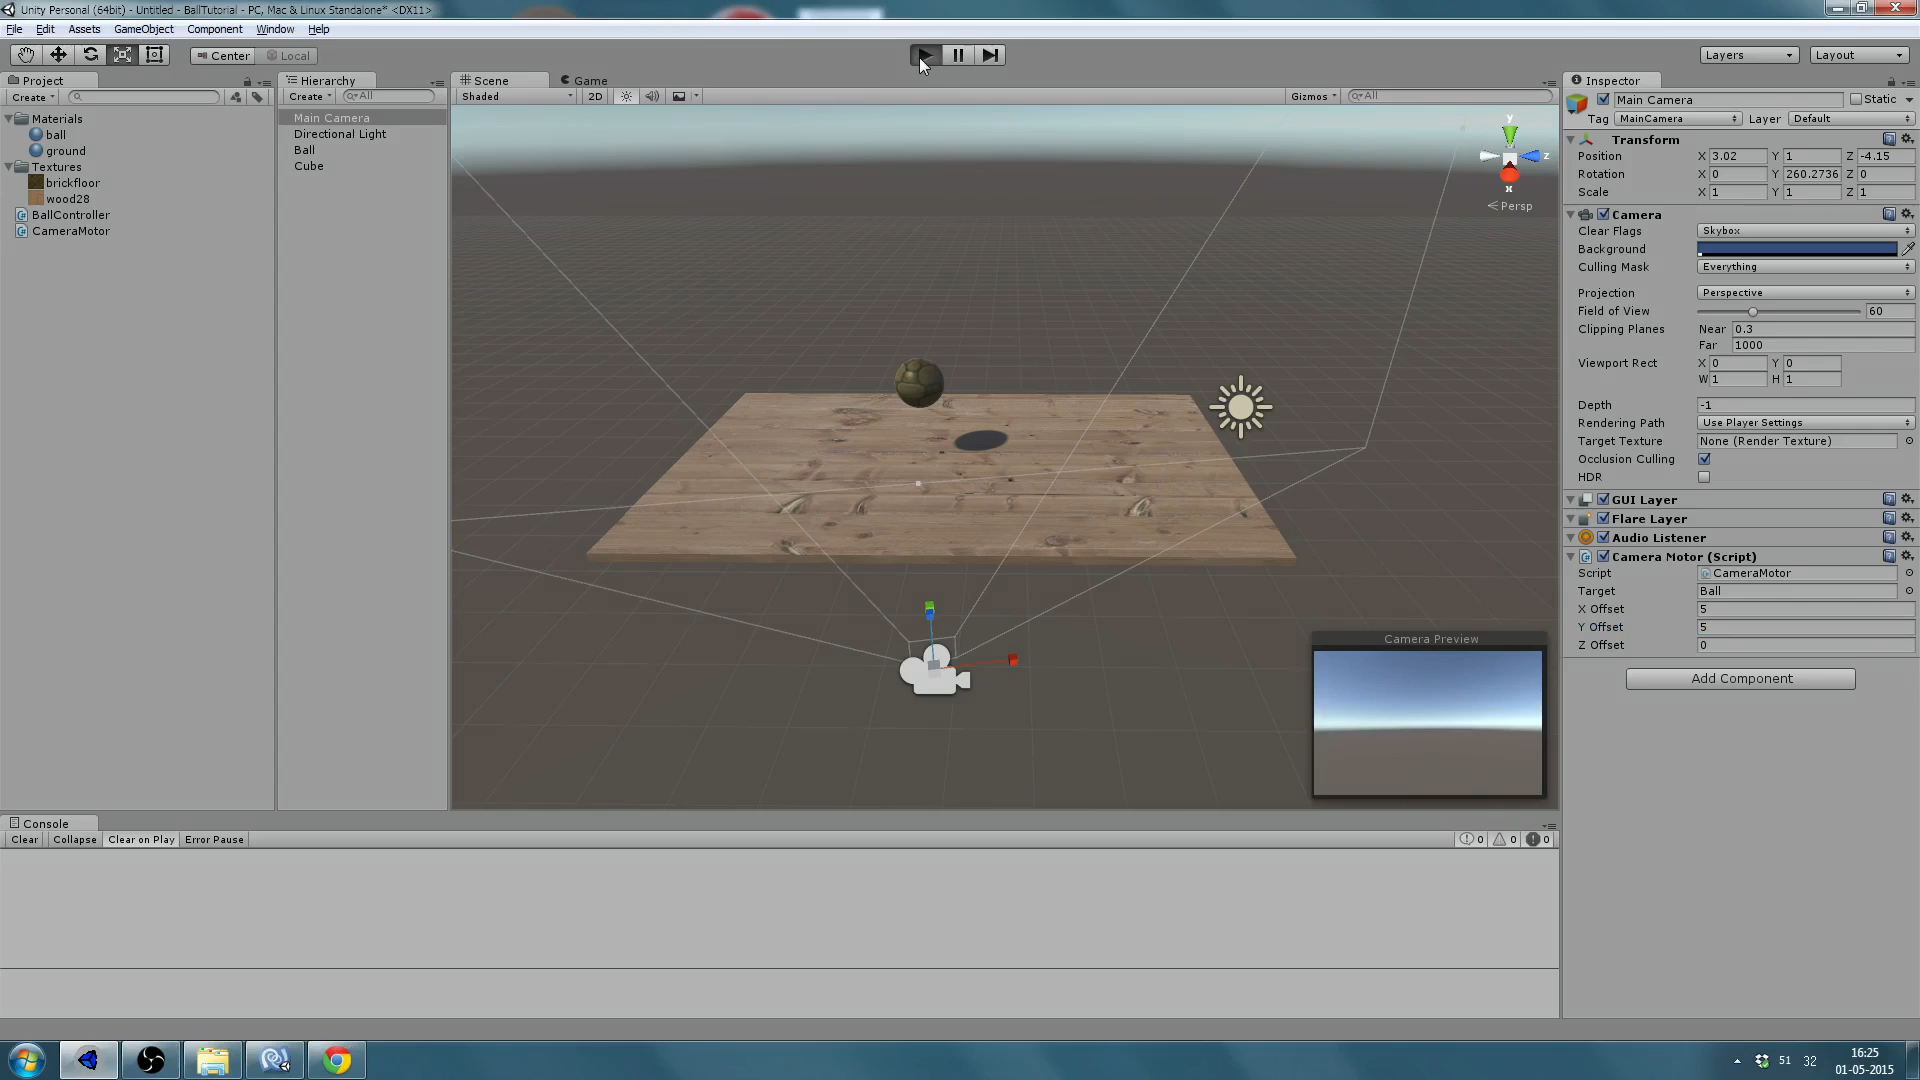 Unity Personal (64bit) - Untitled - BallTutorial - PC, Mac & Linux Standalone* <DX11>
File Edit Assets GameObject Component Window Help
Center Local
Layers Layout
Project
Create
Materials
ball
ground
Textures
brickfloor
wood28
BallController
CameraMotor
Hierarchy
Create All
Main Camera
Directional Light
Ball
Cube
Scene Game
Shaded 2D Gizmos All
y
z
x
Persp
Camera Preview
Inspector
Main Camera Static
Tag MainCamera Layer Default
Transform
Position X 3.02 Y 1 Z -4.15
Rotation X 0 Y 260.2736 Z 0
Scale X 1 Y 1 Z 1
Camera
Clear Flags Skybox
Background
Culling Mask Everything
Projection Perspective
Field of View 60
Clipping Planes Near 0.3
Far 1000
Viewport Rect X 0 Y 0
W 1 H 1
Depth -1
Rendering Path Use Player Settings
Target Texture None (Render Texture)
Occlusion Culling
HDR
GUI Layer
Flare Layer
Audio Listener
Camera Motor (Script)
Script CameraMotor
Target Ball
X Offset 5
Y Offset 5
Z Offset 0
Add Component
Console
Clear Collapse Clear on Play Error Pause 0 0 0
51 32 16:25
01-05-2015